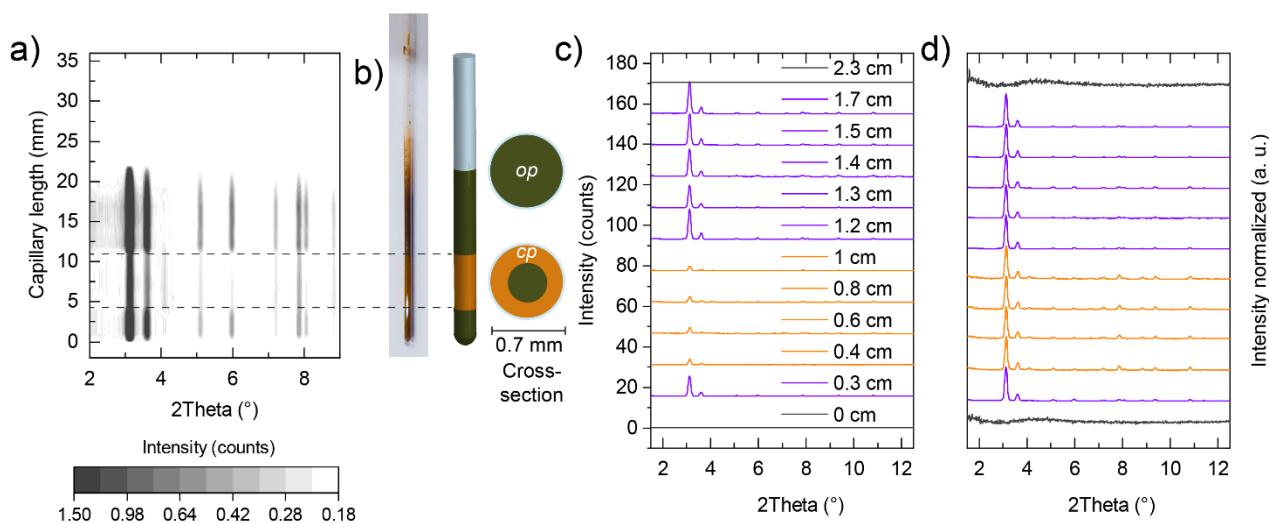 a)
Capillary length (mm)
35
30
25
20
15
10
5
0
2 4 6 8
2Theta (°)
Intensity (counts)
1.50 0.98 0.64 0.42 0.28 0.18
b)
op
cp
0.7 mm
Cross-
section
c)
Intensity (counts)
180
160
140
120
100
80
60
40
20
0
2.3 cm
1.7 cm
1.5 cm
1.4 cm
1.3 cm
1.2 cm
1 cm
0.8 cm
0.6 cm
0.4 cm
0.3 cm
0 cm
2 4 6 8 10 12
2Theta (°)
d)
2 4 6 8 10 12
2Theta (°)
Intensity normalized (a. u.)